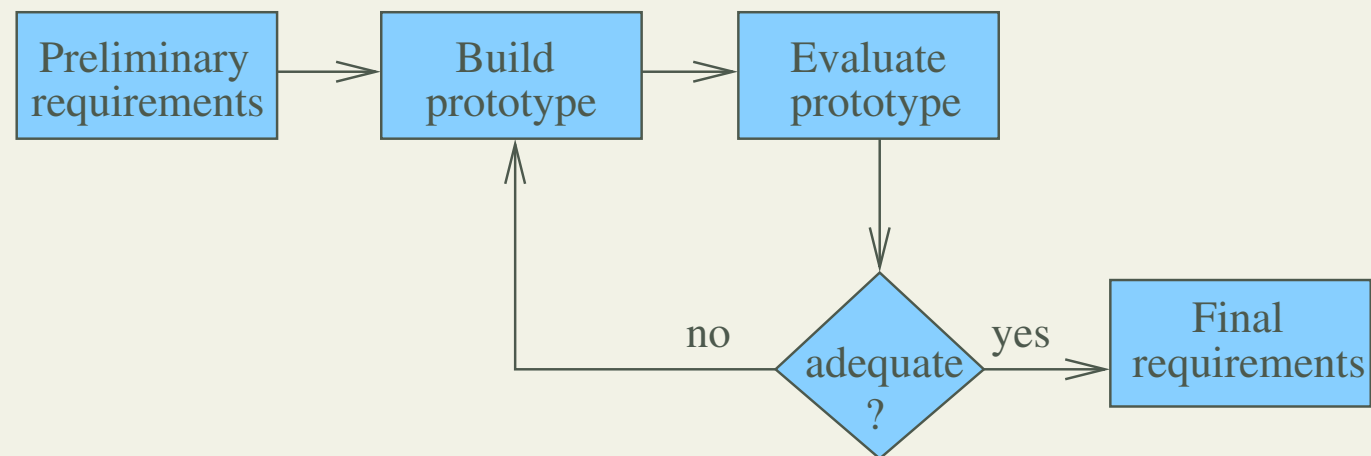 Preliminary
requirements
Build
prototype
Evaluate
prototype
no
adequate
?
yes
Final
requirements